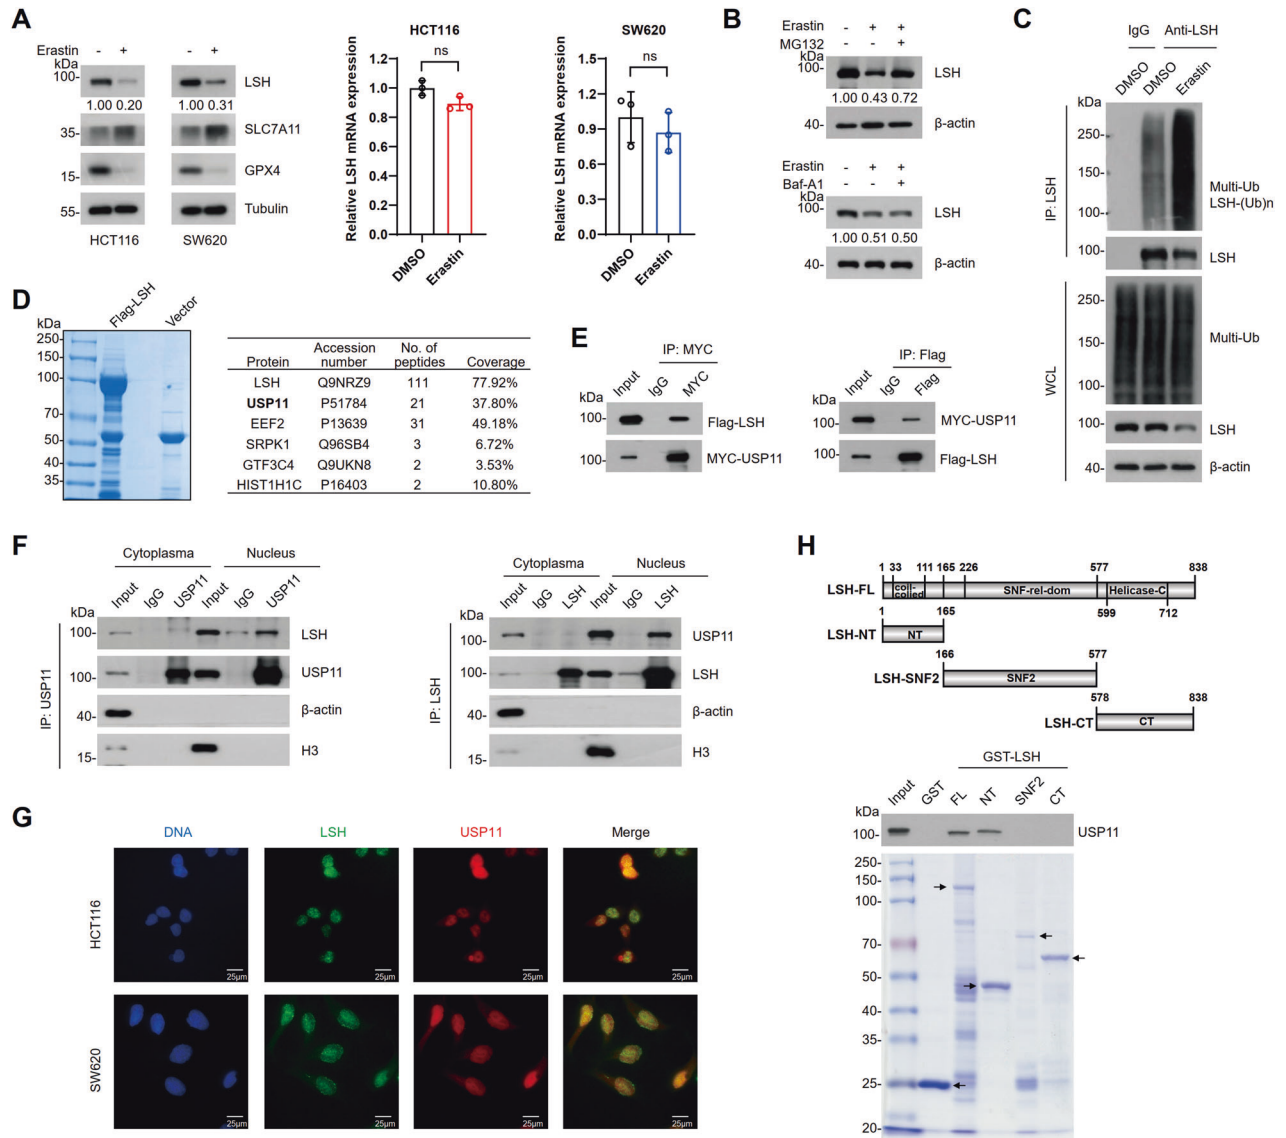 A
Erastin - + - +
kDa
100-
LSH
1.00 0.20 1.00 0.31
35-
SLC7A11
15-
GPX4
55-
Tubulin
HCT116 SW620
HCT116
Relative LSH mRNA expression
1.2
1.0
0.8
0.6
0.4
0.2
0.0
ns
DMSO
Erastin
SW620
Relative LSH mRNA expression
1.5
1.2
0.9
0.6
0.3
0.0
ns
DMSO
Erastin
B
Erastin - + +
MG132 - - +
kDa
100-
LSH
1.00 0.43 0.72
40-
β-actin
Erastin - + +
Baf-A1 - - +
kDa
100-
LSH
1.00 0.51 0.50
40-
β-actin
C
IgG Anti-LSH
DMSO DMSO Erastin
kDa
250-
150-
100-
IP: LSH
Multi-Ub
LSH-(Ub)n
100-
LSH
WCL
250-
150-
100-
Multi-Ub
100-
LSH
40-
β-actin
D
Flag-LSH Vector
kDa
250-
150-
100-
70-
50-
40-
35-
Protein Accession number No. of peptides Coverage
LSH Q9NRZ9 111 77.92%
USP11 P51784 21 37.80%
EEF2 P13639 31 49.18%
SRPK1 Q96SB4 3 6.72%
GTF3C4 Q9UKN8 2 3.53%
HIST1H1C P16403 2 10.80%
E
IP: MYC
Input IgG MYC
kDa
100-
Flag-LSH
100-
MYC-USP11
IP: Flag
Input IgG Flag
kDa
100-
MYC-USP11
100-
Flag-LSH
F
Cytoplasma Nucleus
Input IgG USP11 Input IgG USP11
kDa
IP: USP11
100-
LSH
100-
USP11
40-
β-actin
15-
H3
Cytoplasma Nucleus
Input IgG LSH Input IgG LSH
kDa
IP: LSH
100-
USP11
100-
LSH
40-
β-actin
15-
H3
G
DNA LSH USP11 Merge
HCT116
25μm 25μm 25μm 25μm
SW620
25μm 25μm 25μm 25μm
H
1 33 111 165 226 577 838
LSH-FL
coil-coiled
SNF-rel-dom
Helicase-C
599 712
1 165
LSH-NT
NT
166 577
LSH-SNF2
SNF2
578 838
LSH-CT
CT
GST-LSH
Input GST FL NT SNF2 CT
kDa
100-
USP11
250-
150-
100-
70-
50-
40-
35-
25-
20-